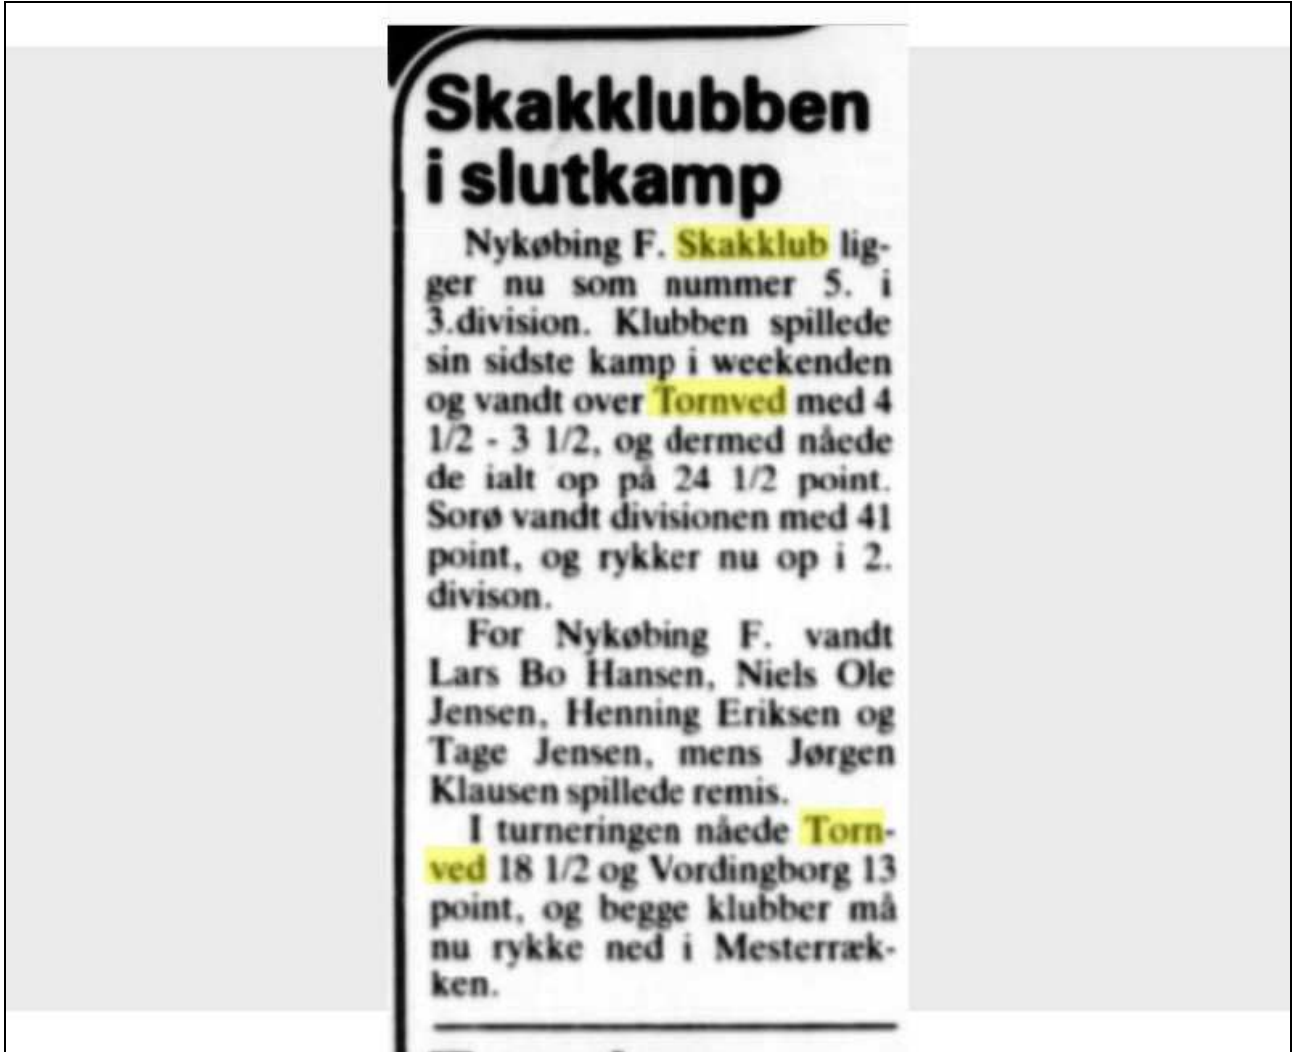 Skakklubben
i slutkamp
Nykøbing F. Skakklub lig-
ger nu som nummer 5. i
3.division. Klubben spillede
sin sidste kamp i weekenden
og vandt over Tornved med 4
1/2 - 3 1/2, og dermed nåede
de ialt op på 24 1/2 point.
Sorø vandt divisionen med 41
point, og rykker nu op i 2.
divison.
For Nykøbing F. vandt
Lars Bo Hansen, Niels Ole
Jensen, Henning Eriksen og
Tage Jensen, mens Jørgen
Klausen spillede remis.
I turneringen nåede Torn-
ved 18 1/2 og Vordingborg 13
point, og begge klubber må
nu rykke ned i Mesterræk-
ken.